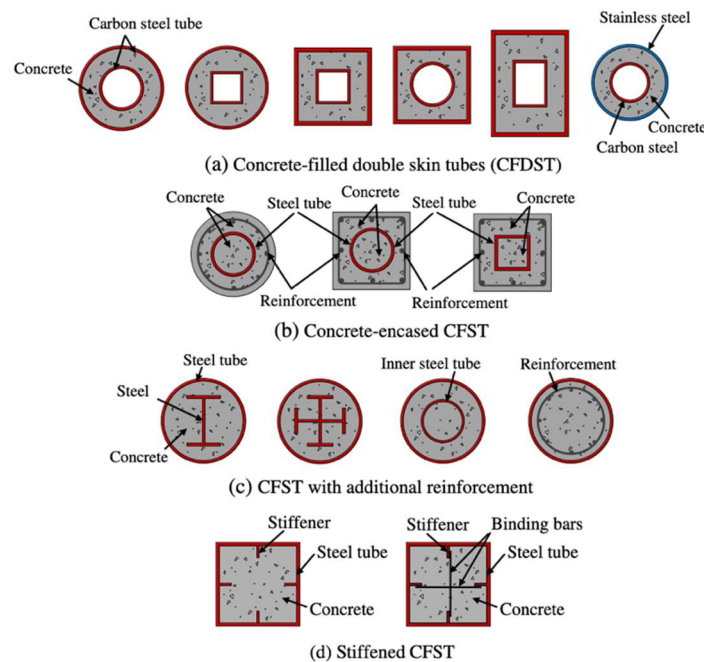 Carbon steel tube
Stainless steel
Concrete
Concrete
Carbon steel
(a) Concrete-filled double skin tubes (CFDST)
Concrete
Steel tube
Concrete
Steel tube
Concrete
Reinforcement
Reinforcement
(b) Concrete-encased CFST
Steel tube
Inner steel tube
Reinforcement
Steel
Concrete
(c) CFST with additional reinforcement
Stiffener
Stiffener
Binding bars
Steel tube
Steel tube
Concrete
Concrete
(d) Stiffened CFST